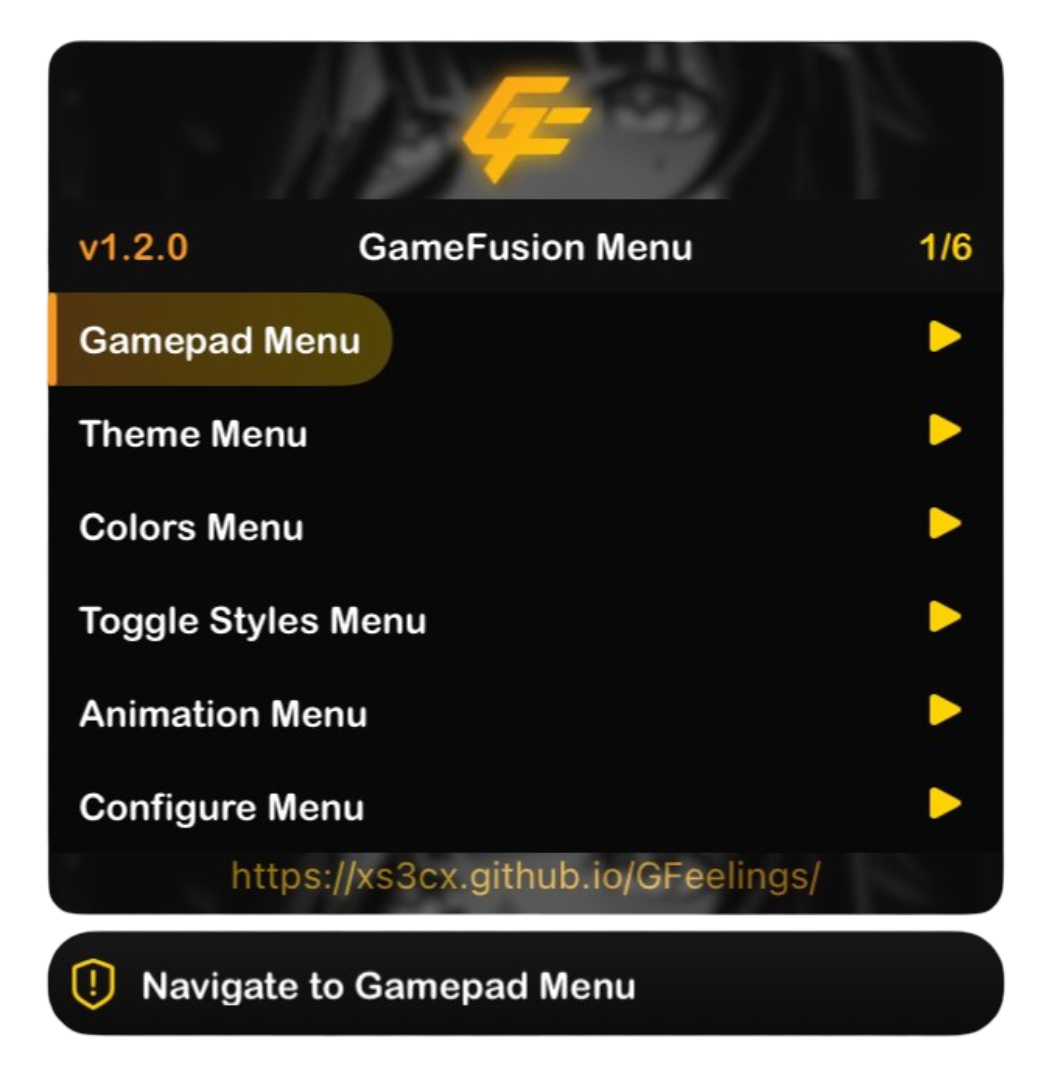 GF
v1.2.0 GameFusion Menu 1/6
Gamepad Menu
Theme Menu
Colors Menu
Toggle Styles Menu
Animation Menu
Configure Menu
https://xs3cx.github.io/GFeelings/
Navigate to Gamepad Menu